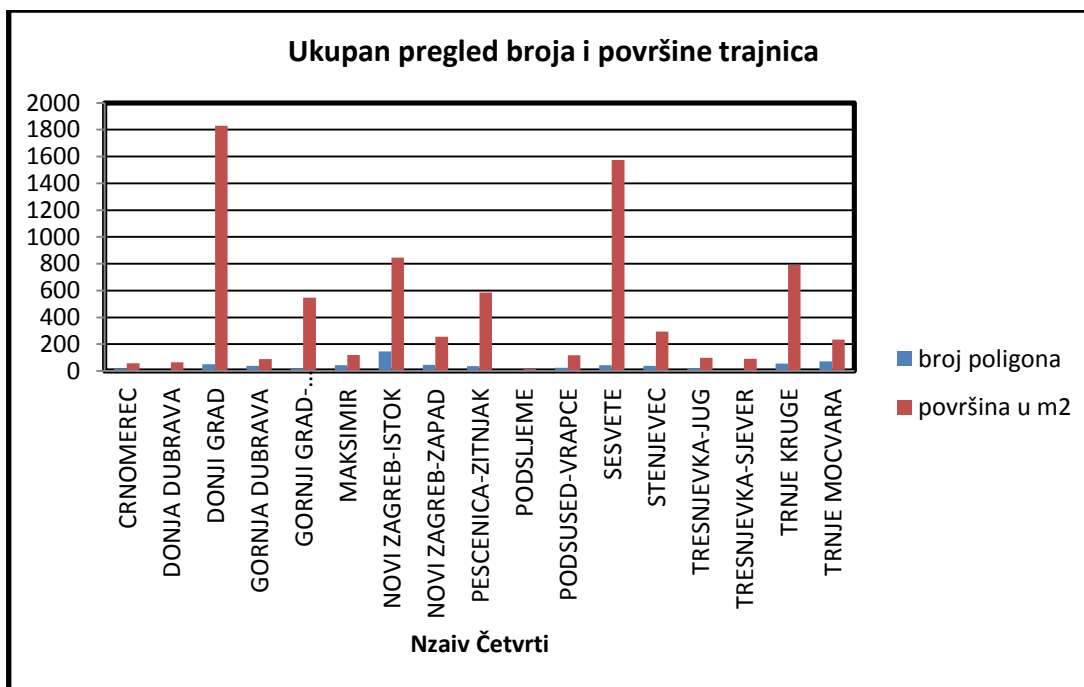 Ukupan pregled broja i površine trajnica
2000
1800
1600
1400
1200
1000
800
600
400
200
0
CRNOMEREC
DONJA DUBRAVA
DONJI GRAD
GORNJA DUBRAVA
GORNJI GRAD-…
MAKSIMIR
NOVI ZAGREB-ISTOK
NOVI ZAGREB-ZAPAD
PESCENICA-ZITNJAK
PODSLJEME
PODSUSED-VRAPCE
SESVETE
STENJEVEC
TRESNJEVKA-JUG
TRESNJEVKA-SJEVER
TRNJE KRUGE
TRNJE MOCVARA
Nzaiv Četvrti
broj poligona
površina u m2